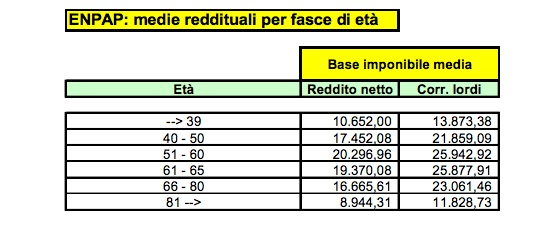 ENPAP: medie reddituali per fasce di età
Base imponibile media
Età Reddito netto Corr. lordi
--> 39 10.652,00 13.873,38
40 - 50 17.452,08 21.859,09
51 - 60 20.296,96 25.942,92
61 - 65 19.370,08 25.877,91
66 - 80 16.665,61 23.061,46
81 --> 8.944,31 11.828,73